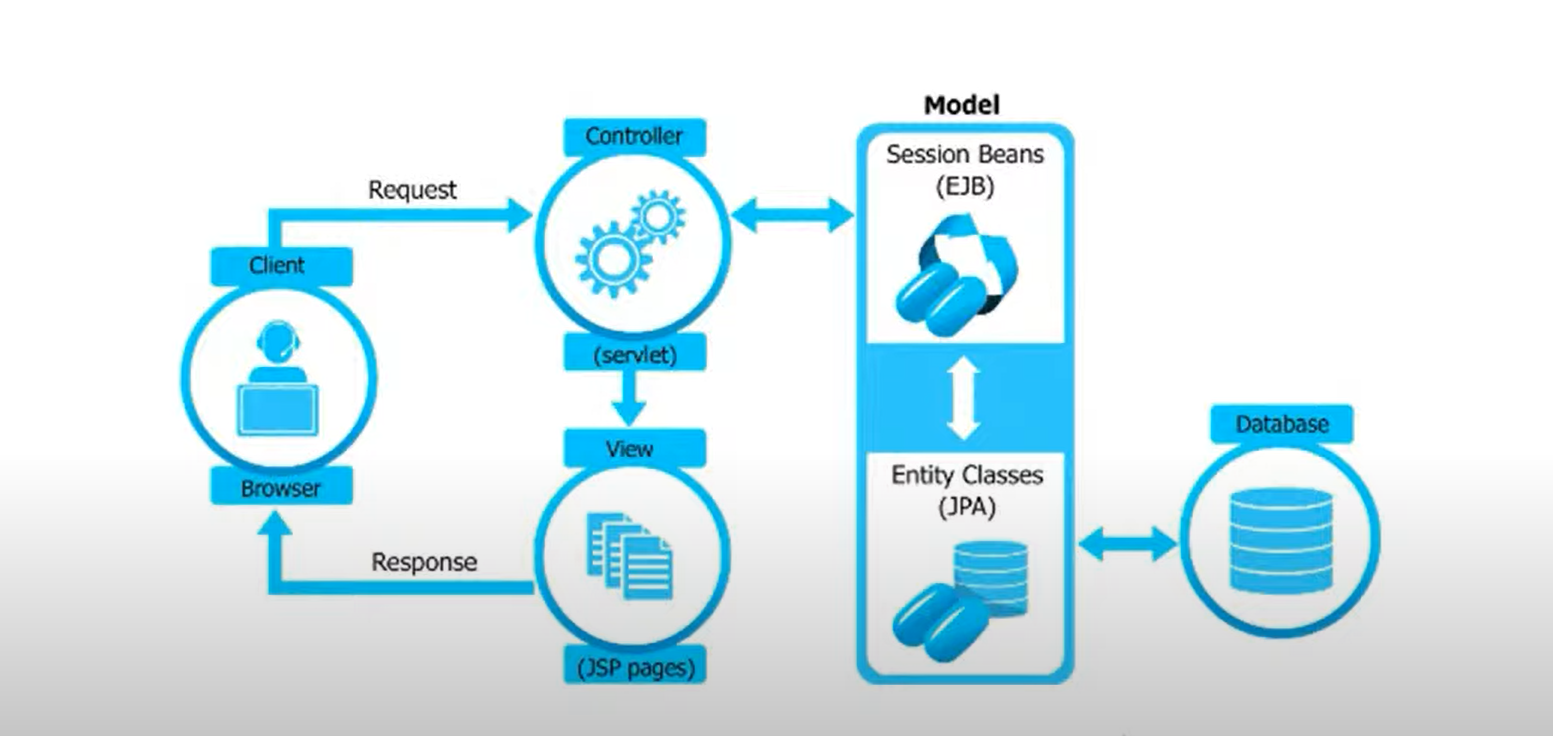 Model
Controller
Session Beans
(EJB)
Request
Client
(servlet)
View
Database
Entity Classes
(JPA)
Browser
Response
(JSP pages)